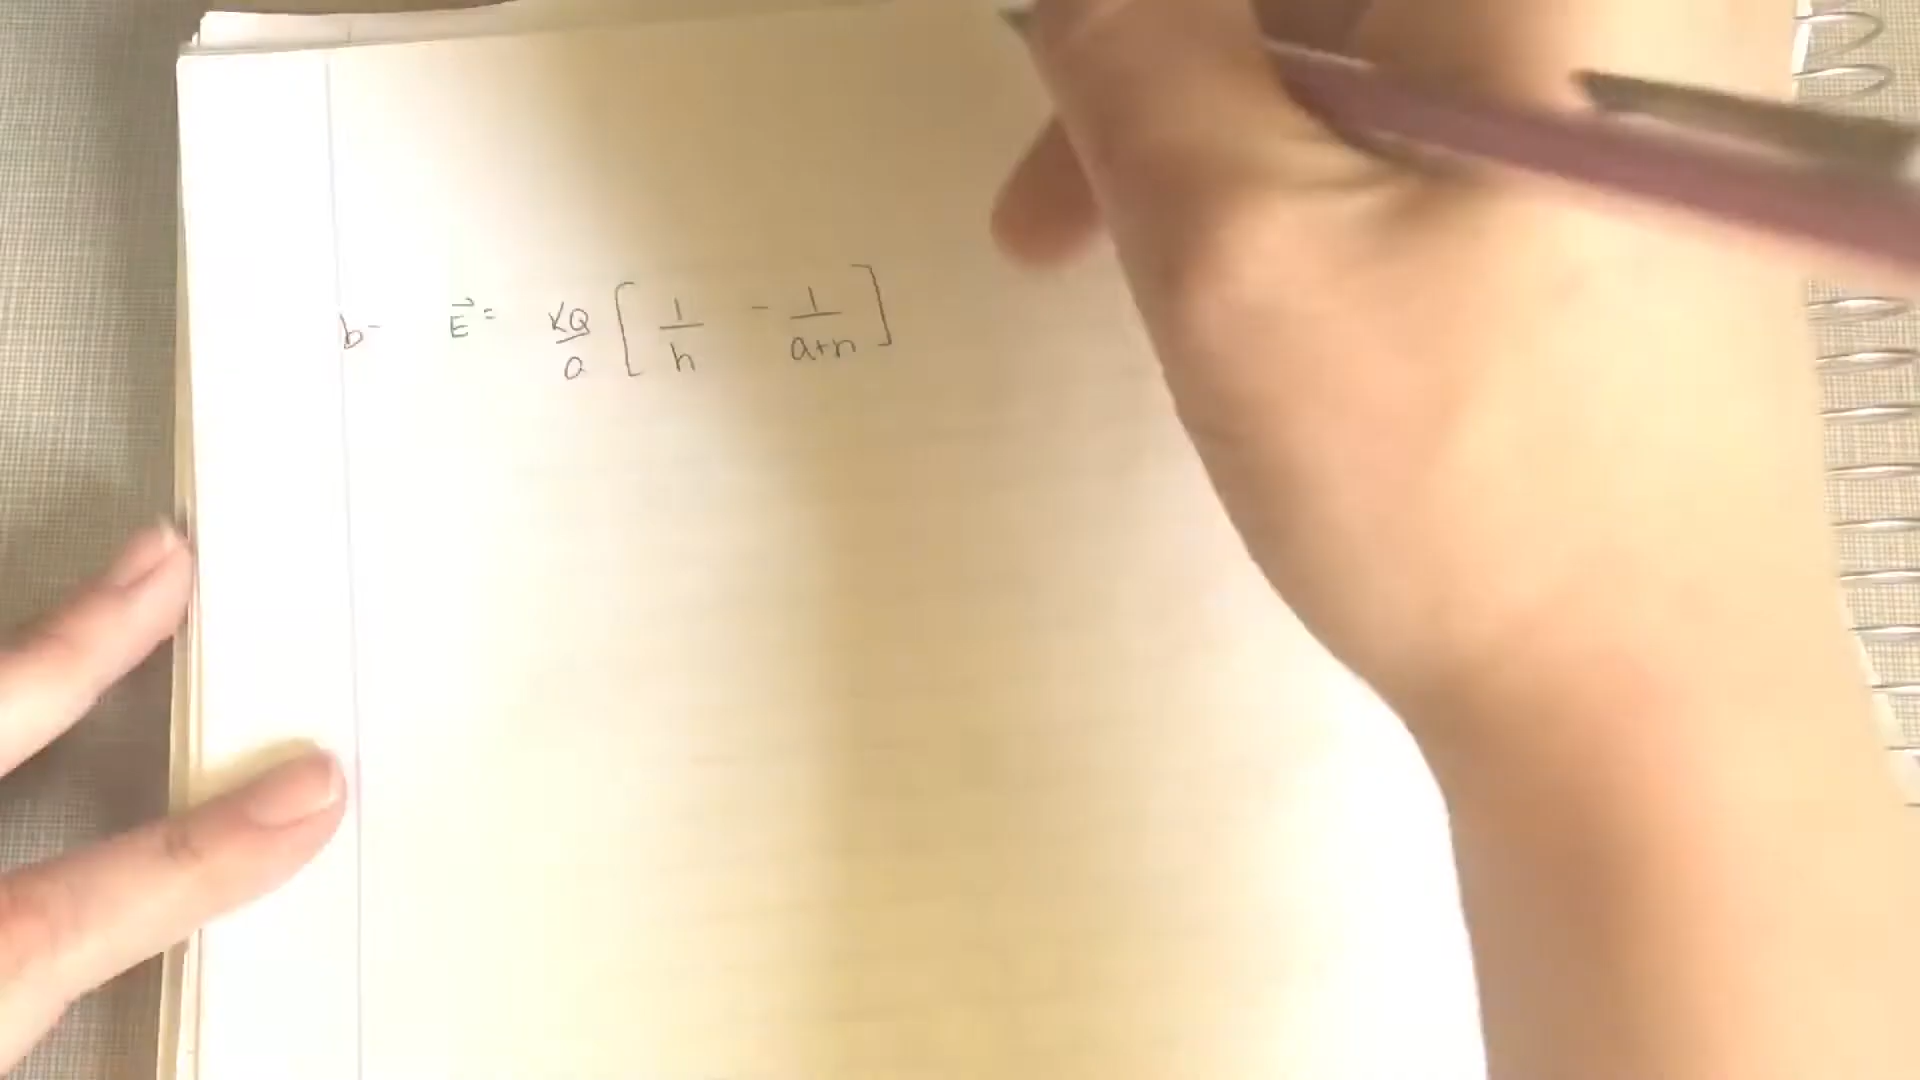 b- E⃗ = KQ/a [ 1/h - 1/a+h ]